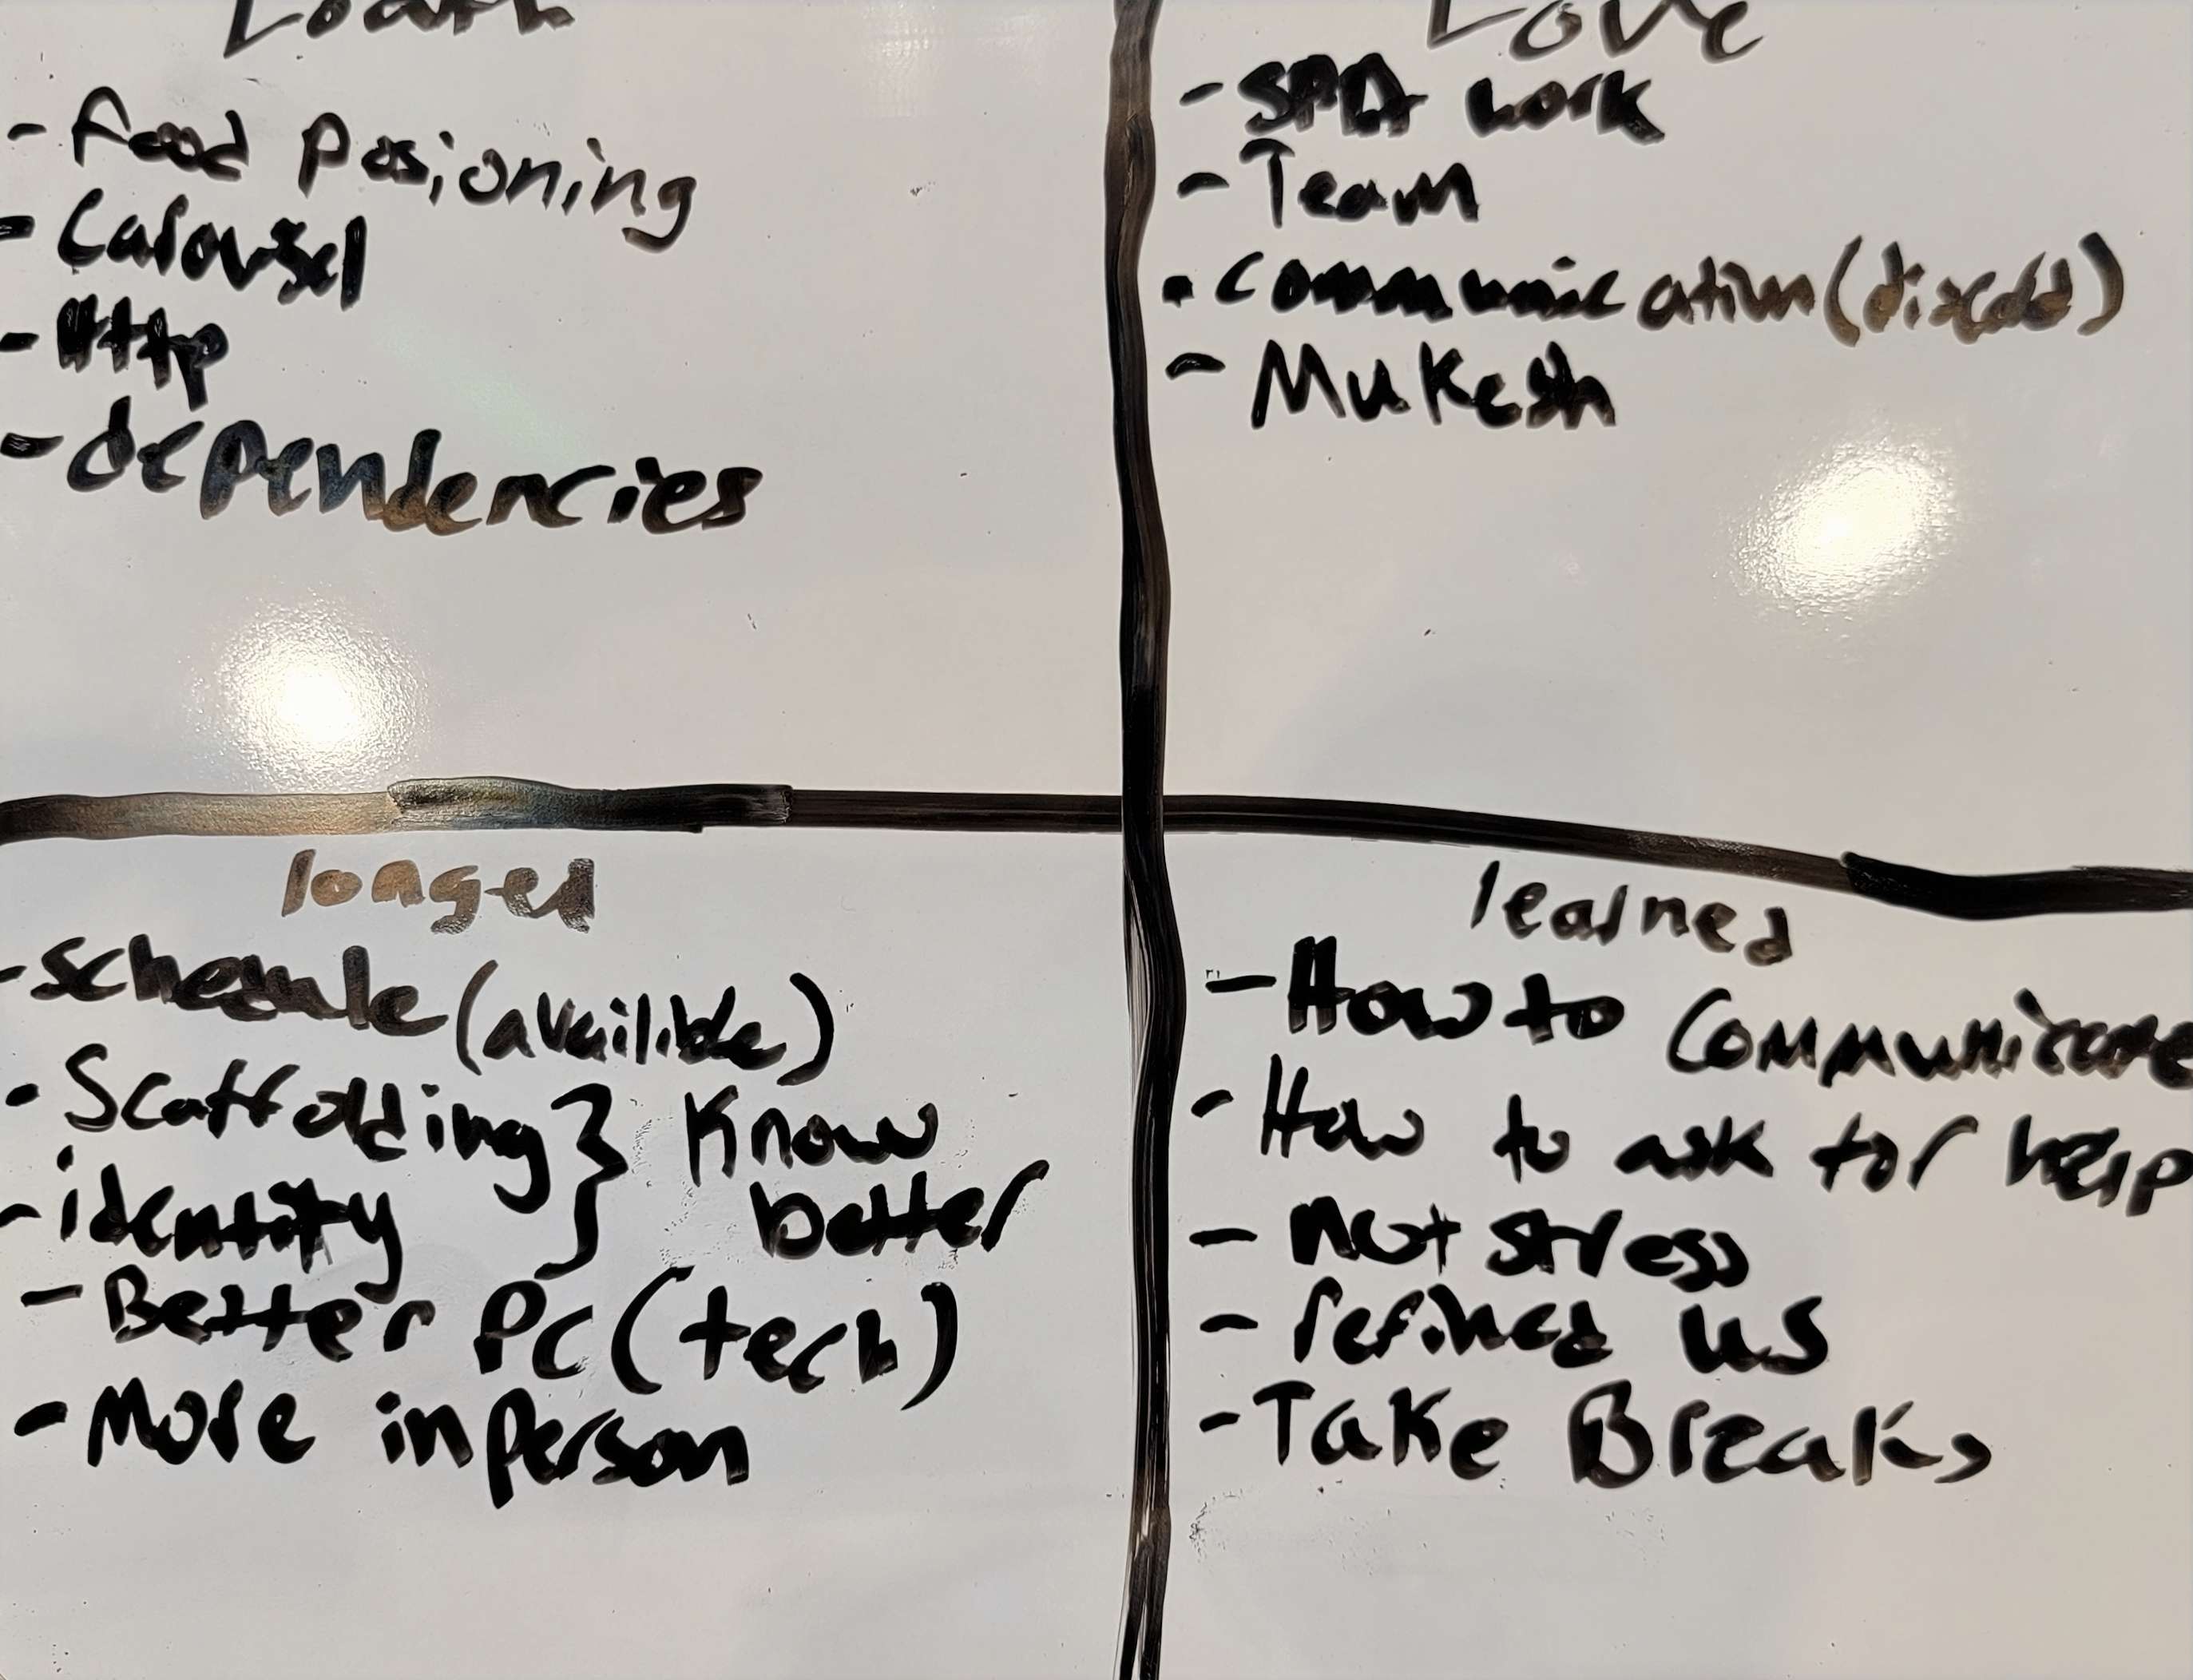 Loath
- Food Posioning
- Carousel
- Http
- dependencies
Love
- SPA work
- Team
- Communication (discord)
- Mukesh
longed
- schedule (availible)
- Scaffolding } Know
- identity } better
- Better PC (tech)
- More in person
learned
- How to Communicate
- How to ask for help
- not stress
- refined us
- Take Breaks